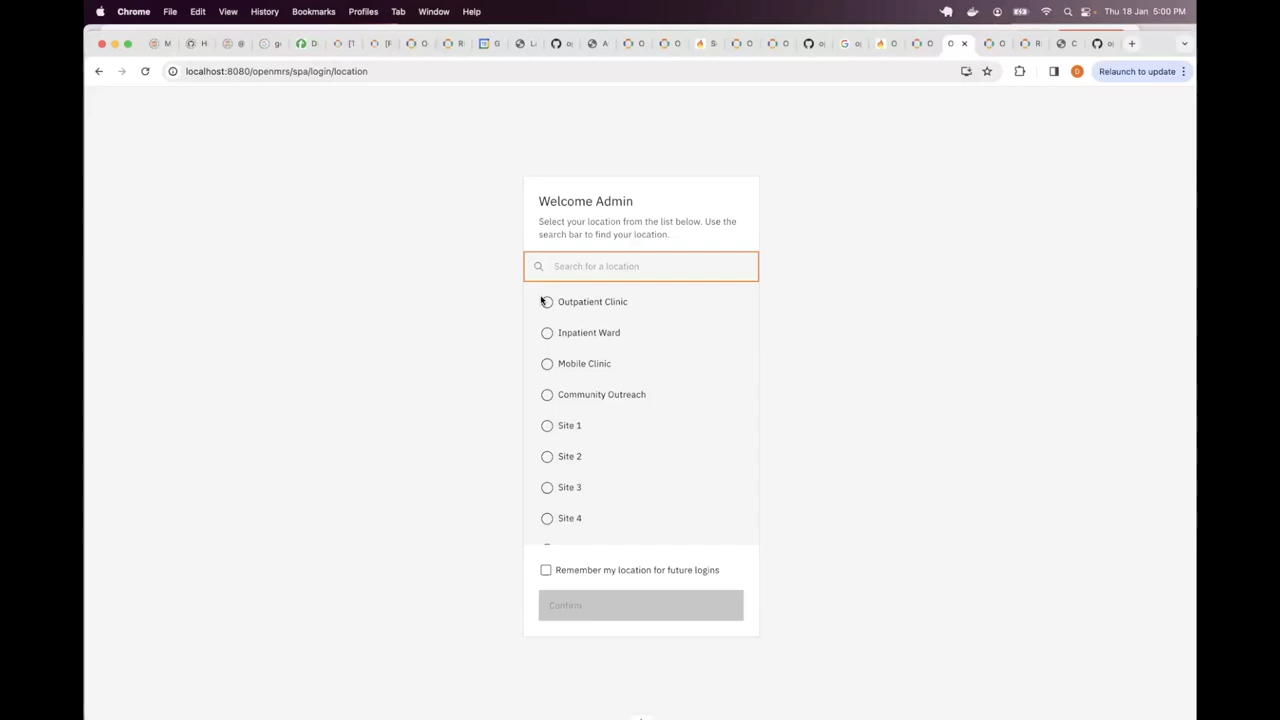 Chrome File Edit View History Bookmarks Profiles Tab Window Help Thu 18 Jan 5:00 PM
localhost:8080/openmrs/spa/login/location Relaunch to update
Welcome Admin
Select your location from the list below. Use the
search bar to find your location.
Search for a location
Outpatient Clinic
Inpatient Ward
Mobile Clinic
Community Outreach
Site 1
Site 2
Site 3
Site 4
Remember my location for future logins
Confirm